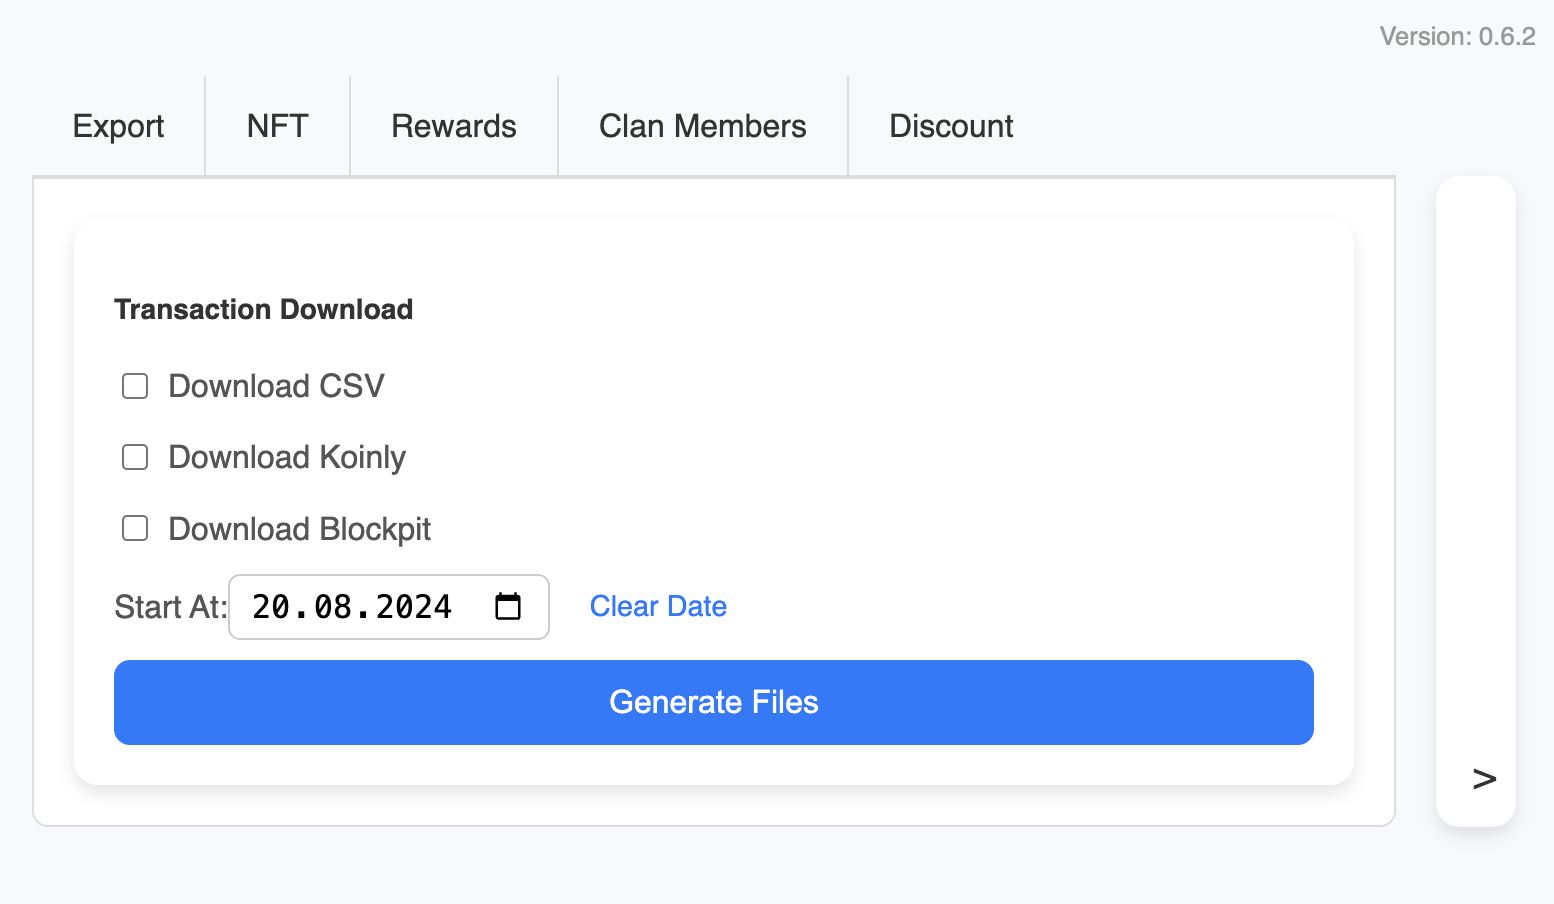 Version: 0.6.2
Export NFT Rewards Clan Members Discount
Transaction Download
Download CSV
Download Koinly
Download Blockpit
Start At: 20.08.2024 Clear Date
Generate Files
>